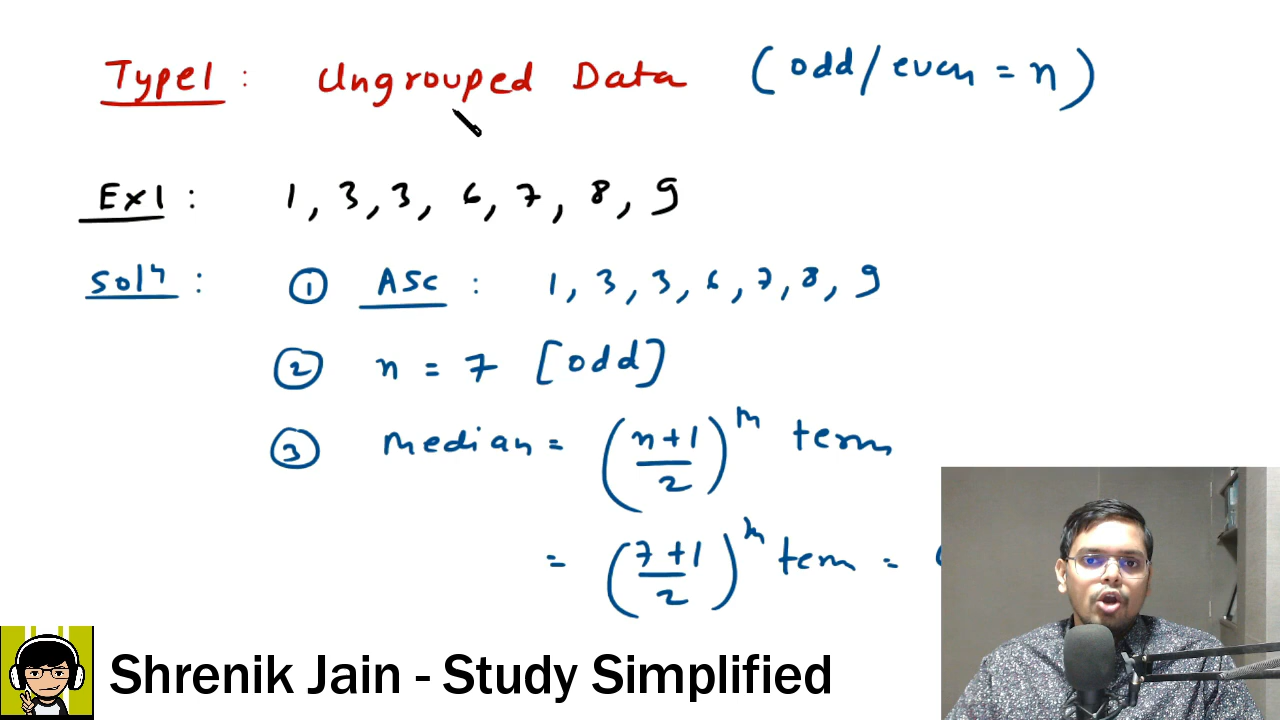 Type1 : Ungrouped Data (odd/even = n)
Ex1 : 1, 3, 3, 6, 7, 8, 9
Soln : ① ASC : 1, 3, 3, 6, 7, 8, 9
② n = 7 [odd]
③ Median = ((n+1)/2)^th term
= ((7+1)/2)^th term =
Shrenik Jain - Study Simplified